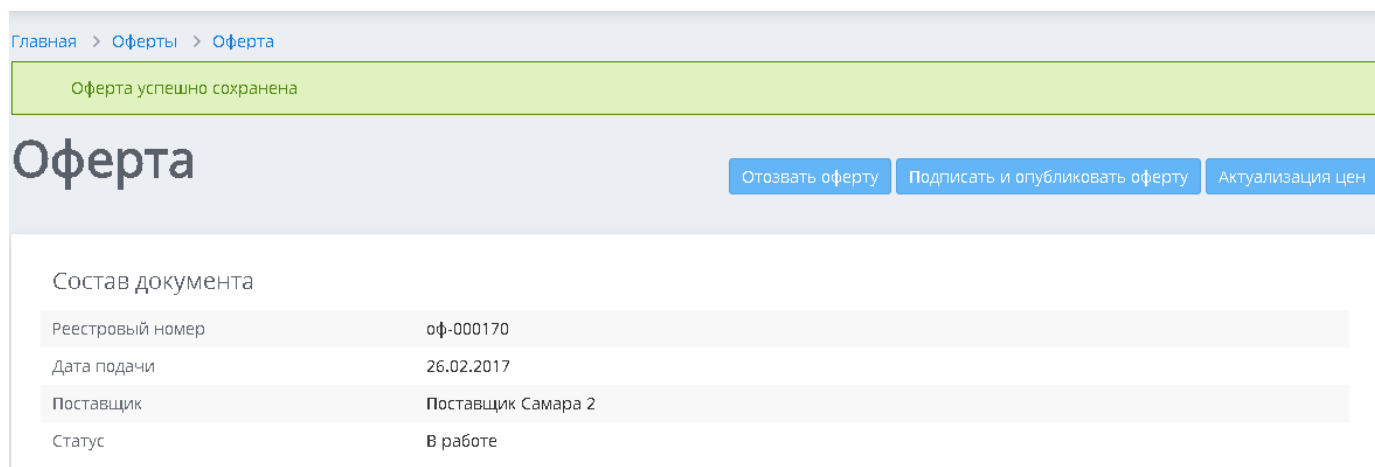 Главная > Оферты > Оферта
Оферта успешно сохранена
Оферта
Отозвать оферту Подписать и опубликовать оферту Актуализация цен
Состав документа
Реестровый номер оф-000170
Дата подачи 26.02.2017
Поставщик Поставщик Самара 2
Статус В работе